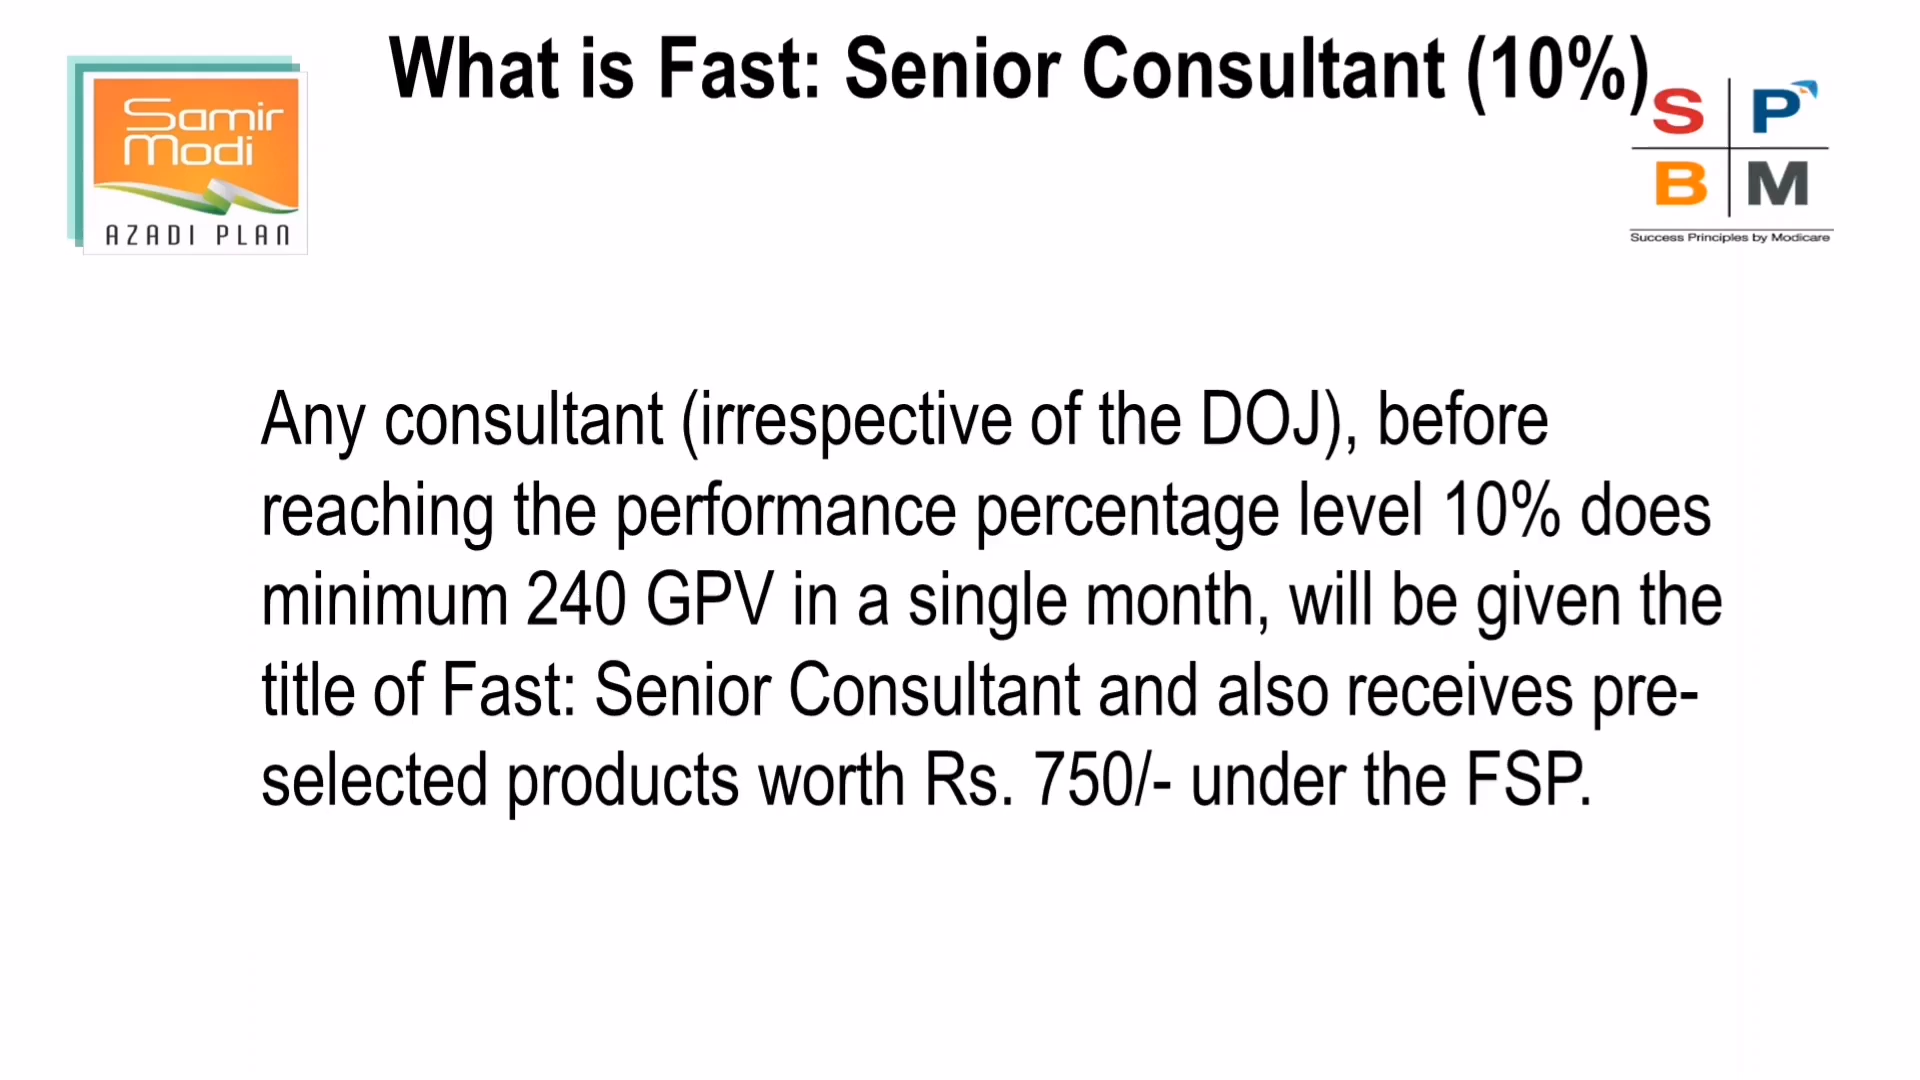 What is Fast: Senior Consultant (10%)
Samir
Modi
AZADI PLAN
S P
B M
Success Principles by Modicare
Any consultant (irrespective of the DOJ), before
reaching the performance percentage level 10% does
minimum 240 GPV in a single month, will be given the
title of Fast: Senior Consultant and also receives pre-
selected products worth Rs. 750/- under the FSP.